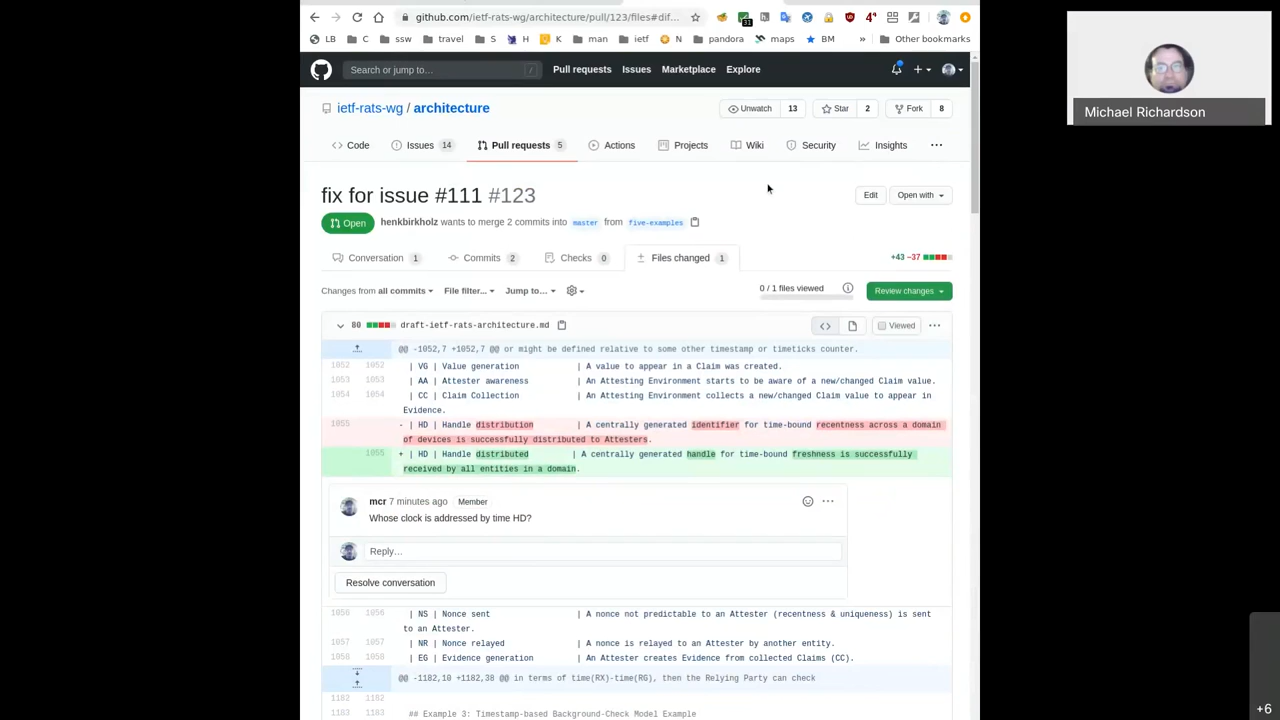 github.com/ietf-rats-wg/architecture/pull/123/files#dif...
31
LB C ssw travel S H K man ietf N pandora maps BM » Other bookmarks
Search or jump to… / Pull requests Issues Marketplace Explore
ietf-rats-wg / architecture Unwatch 13 Star 2 Fork 8
Code Issues 14 Pull requests 5 Actions Projects Wiki Security Insights ...
fix for issue #111 #123 Edit Open with
Open henkbirkholz wants to merge 2 commits into master from five-examples
Conversation 1 Commits 2 Checks 0 Files changed 1 +43 −37
Changes from all commits File filter... Jump to... 0 / 1 files viewed Review changes
80 draft-ietf-rats-architecture.md Viewed ...
@@ -1052,7 +1052,7 @@ or might be defined relative to some other timestamp or timeticks counter.
1052 1052 | VG | Value generation | A value to appear in a Claim was created.
1053 1053 | AA | Attester awareness | An Attesting Environment starts to be aware of a new/changed Claim value.
1054 1054 | CC | Claim Collection | An Attesting Environment collects a new/changed Claim value to appear in
Evidence.
1055 - | HD | Handle distribution | A centrally generated identifier for time-bound recentness across a domain
of devices is successfully distributed to Attesters.
1055 + | HD | Handle distributed | A centrally generated handle for time-bound freshness is successfully
received by all entities in a domain.
mcr 7 minutes ago Member ...
Whose clock is addressed by time HD?
Reply…
Resolve conversation
1056 1056 | NS | Nonce sent | A nonce not predictable to an Attester (recentness & uniqueness) is sent
to an Attester.
1057 1057 | NR | Nonce relayed | A nonce is relayed to an Attester by another entity.
1058 1058 | EG | Evidence generation | An Attester creates Evidence from collected Claims (CC).
@@ -1182,10 +1182,38 @@ in terms of time(RX)-time(RG), then the Relying Party can check
1182 1182
1183 1183 ## Example 3: Timestamp-based Background-Check Model Example
Michael Richardson
+6